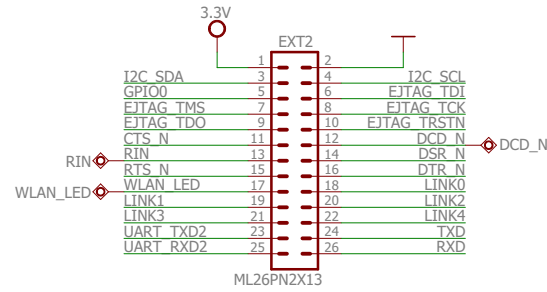 3.3V
EXT2
1 2
I2C_SDA 3 4 I2C_SCL
GPIO0 5 6 EJTAG_TDI
EJTAG_TMS 7 8 EJTAG_TCK
EJTAG_TDO 9 10 EJTAG_TRSTN
CTS_N 11 12 DCD_N DCD_N
RIN RIN 13 14 DSR_N
RTS_N 15 16 DTR_N
WLAN_LED WLAN_LED 17 18 LINK0
LINK1 19 20 LINK2
LINK3 21 22 LINK4
UART_TXD2 23 24 TXD
UART_RXD2 25 26 RXD
ML26PN2X13